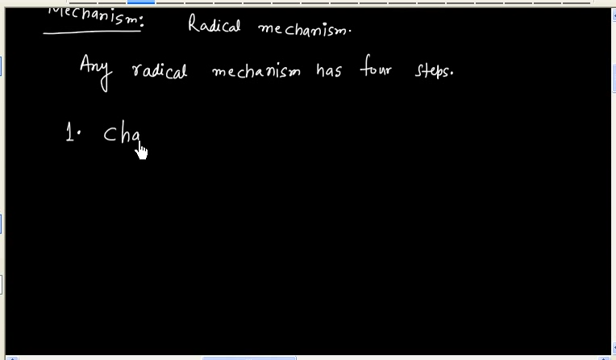 Mechanism: Radical mechanism.
Any radical mechanism has four steps.
1. Cha